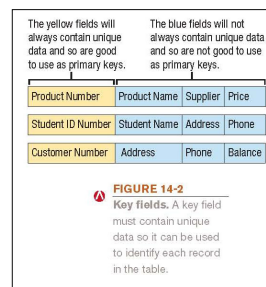 The yellow fields will
always contain unique
data and so are good
to use as primary keys.
The blue fields will not
always contain unique data
and so are not good to use
as primary keys.
Product Number Product Name Supplier Price
Student ID Number Student Name Address Phone
Customer Number Address Phone Balance
FIGURE 14-2
Key fields. A key field
must contain unique
data so it can be used
to identify each record
in the table.